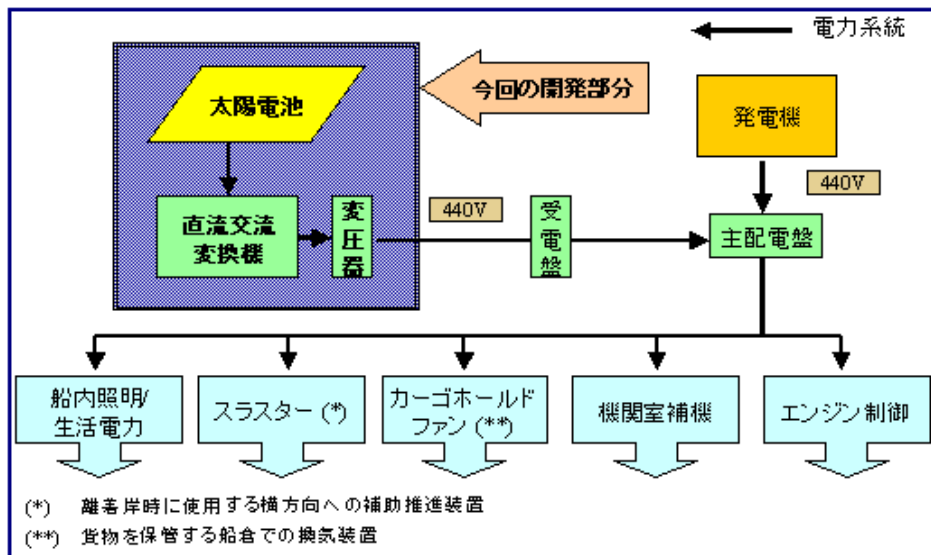 電力系統
太陽電池
今回の開発部分
発電機
440V
440V
直流交流
変換機
変圧器
受電盤
主配電盤
船内照明/
生活電力
スラスター (*)
カーゴホールド
ファン (**)
機関室補機
エンジン制御
(*) 離着岸時に使用する横方向への補助推進装置
(**) 貨物を保管する船倉での換気装置